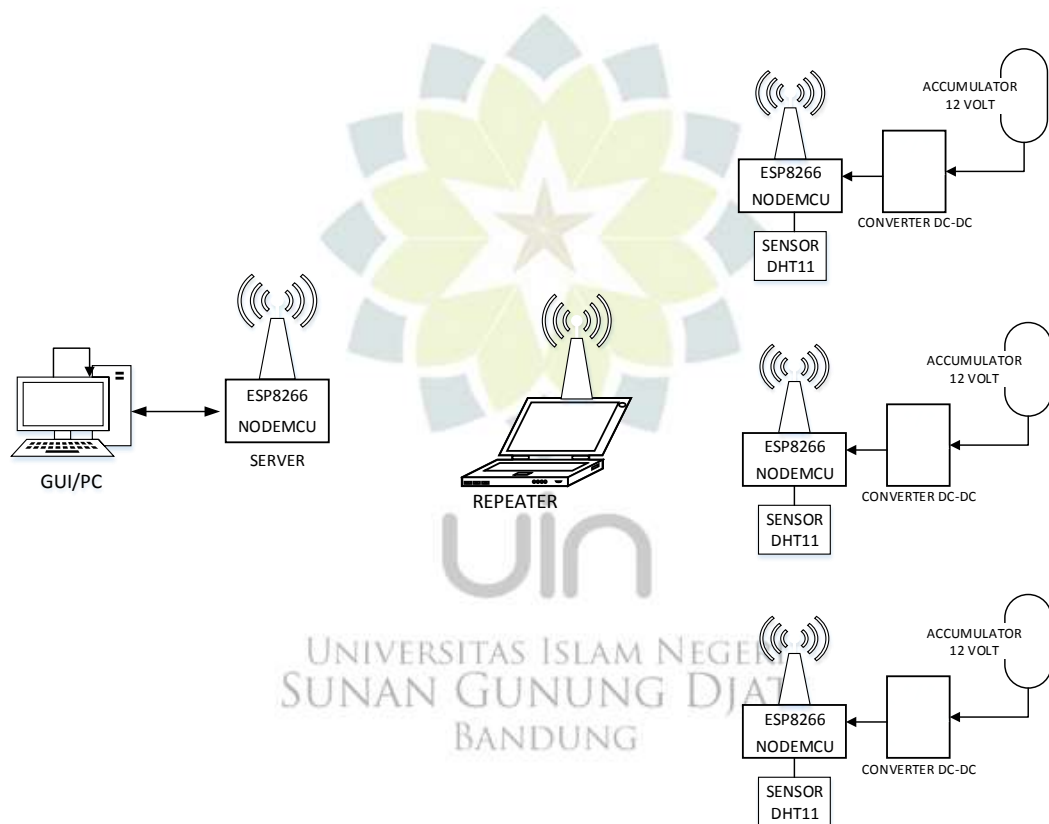 ACCUMULATOR
12 VOLT
ESP8266
NODEMCU
CONVERTER DC-DC
SENSOR
DHT11
ESP8266
NODEMCU
SERVER
GUI/PC
REPEATER
ACCUMULATOR
12 VOLT
ESP8266
NODEMCU
CONVERTER DC-DC
SENSOR
DHT11
uin
UNIVERSITAS ISLAM NEGERI
SUNAN GUNUNG DJATI
BANDUNG
ACCUMULATOR
12 VOLT
ESP8266
NODEMCU
CONVERTER DC-DC
SENSOR
DHT11